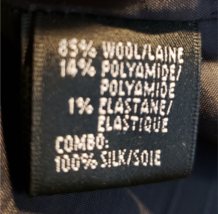 85% WOOL/LAINE
14% POLYAMIDE/
POLYAMIDE
1% ELASTANE/
ELASTIQUE
COMBO:
100% SILK/SOIE